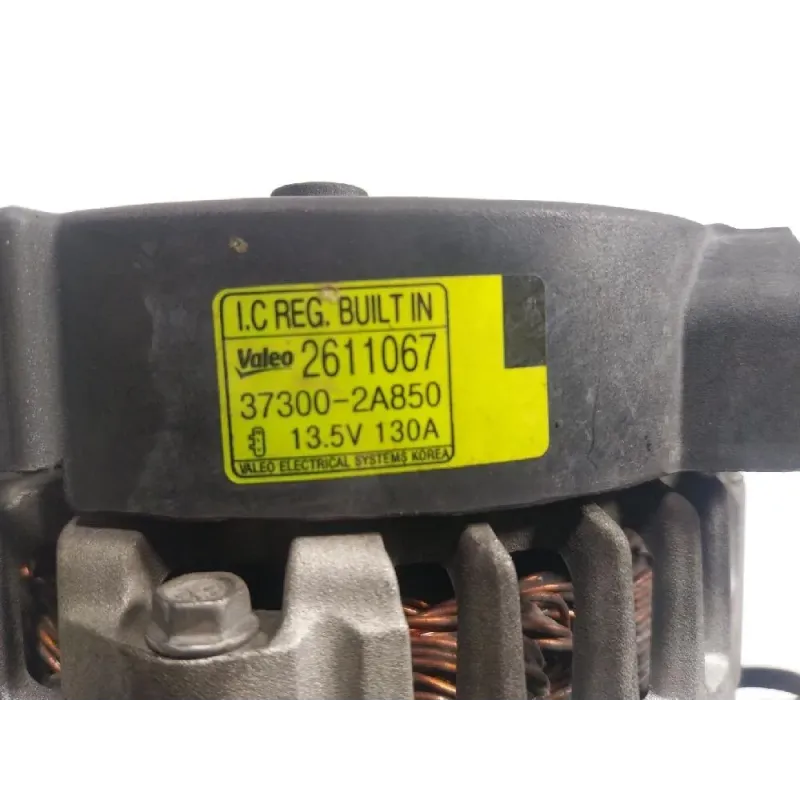 I.C REG. BUILT IN
Valeo 2611067
37300-2A850
13.5V 130A
VALEO ELECTRICAL SYSTEMS KOREA